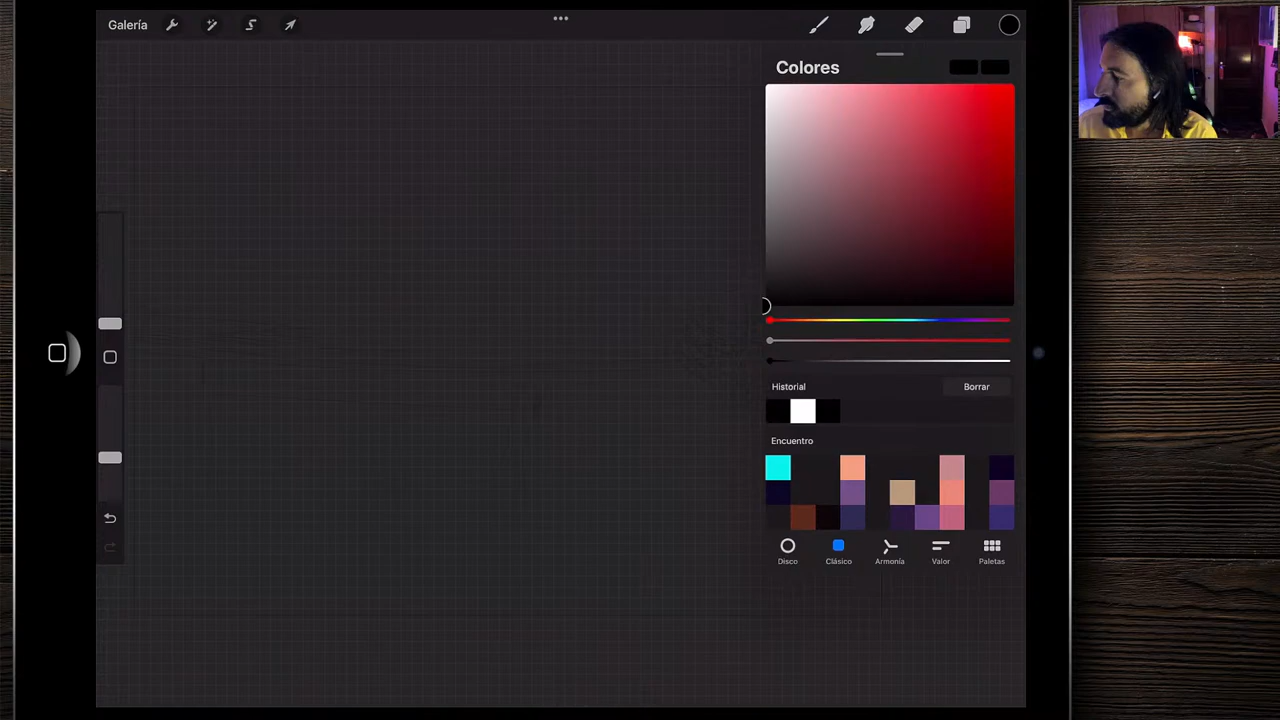 Galería
Colores
Historial
Borrar
Encuentro
Disco
Clásico
Armonía
Valor
Paletas